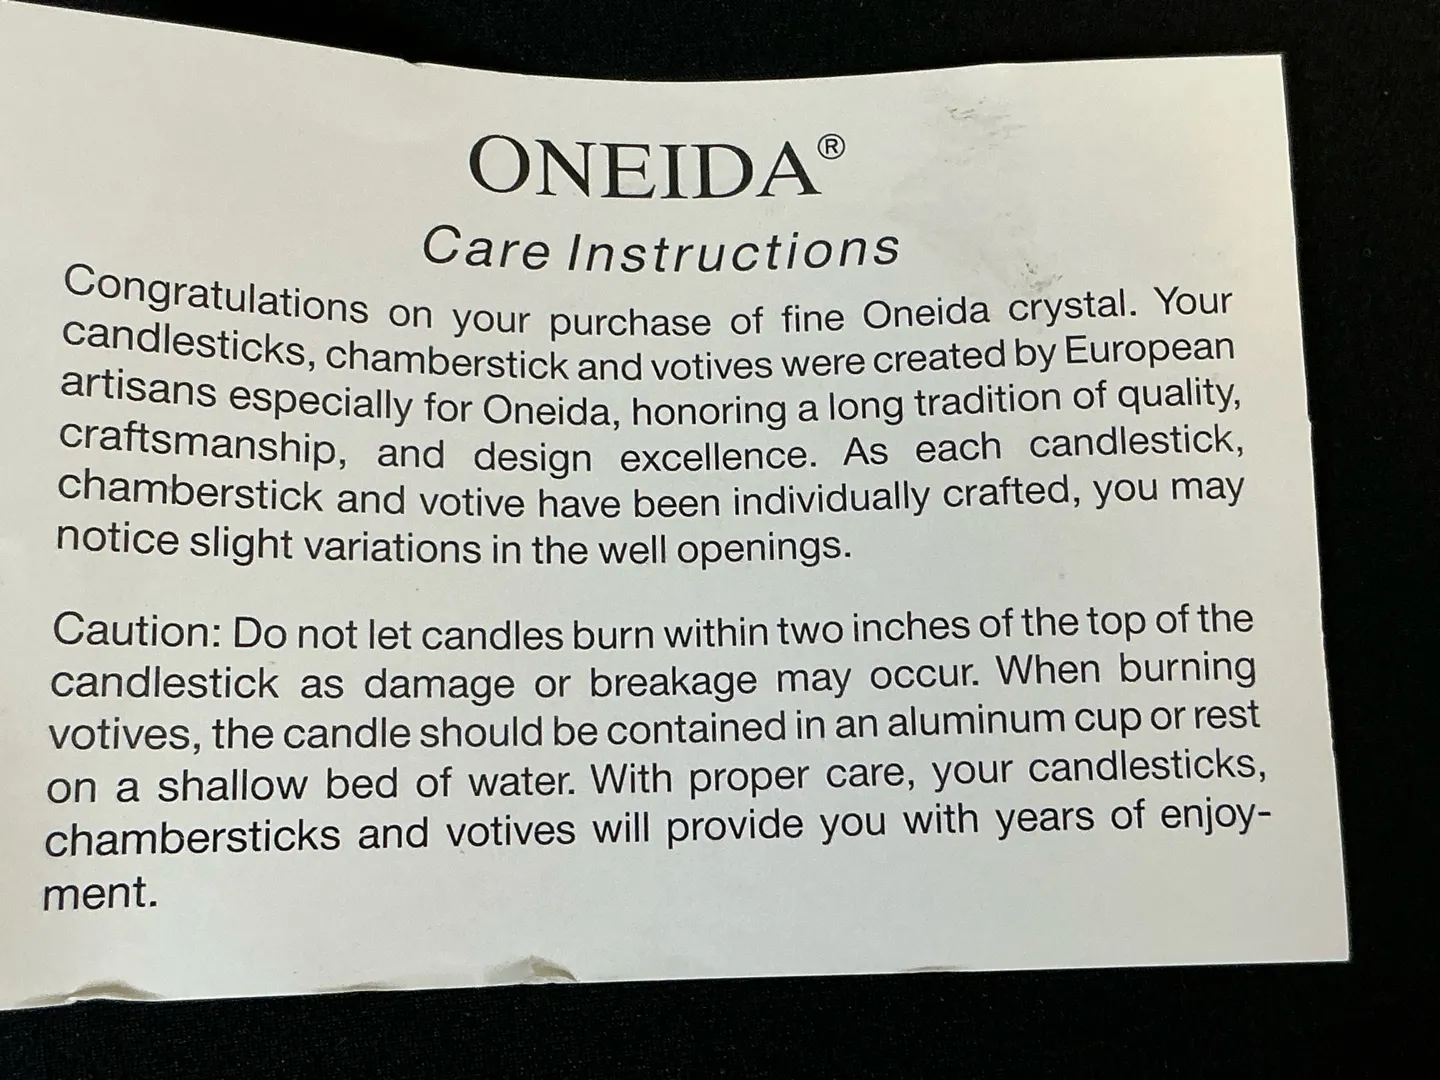 ONEIDA®
Care Instructions
Congratulations on your purchase of fine Oneida crystal. Your
candlesticks, chamberstick and votives were created by European
artisans especially for Oneida, honoring a long tradition of quality,
craftsmanship, and design excellence. As each candlestick,
chamberstick and votive have been individually crafted, you may
notice slight variations in the well openings.
Caution: Do not let candles burn within two inches of the top of the
candlestick as damage or breakage may occur. When burning
votives, the candle should be contained in an aluminum cup or rest
on a shallow bed of water. With proper care, your candlesticks,
chambersticks and votives will provide you with years of enjoy-
ment.